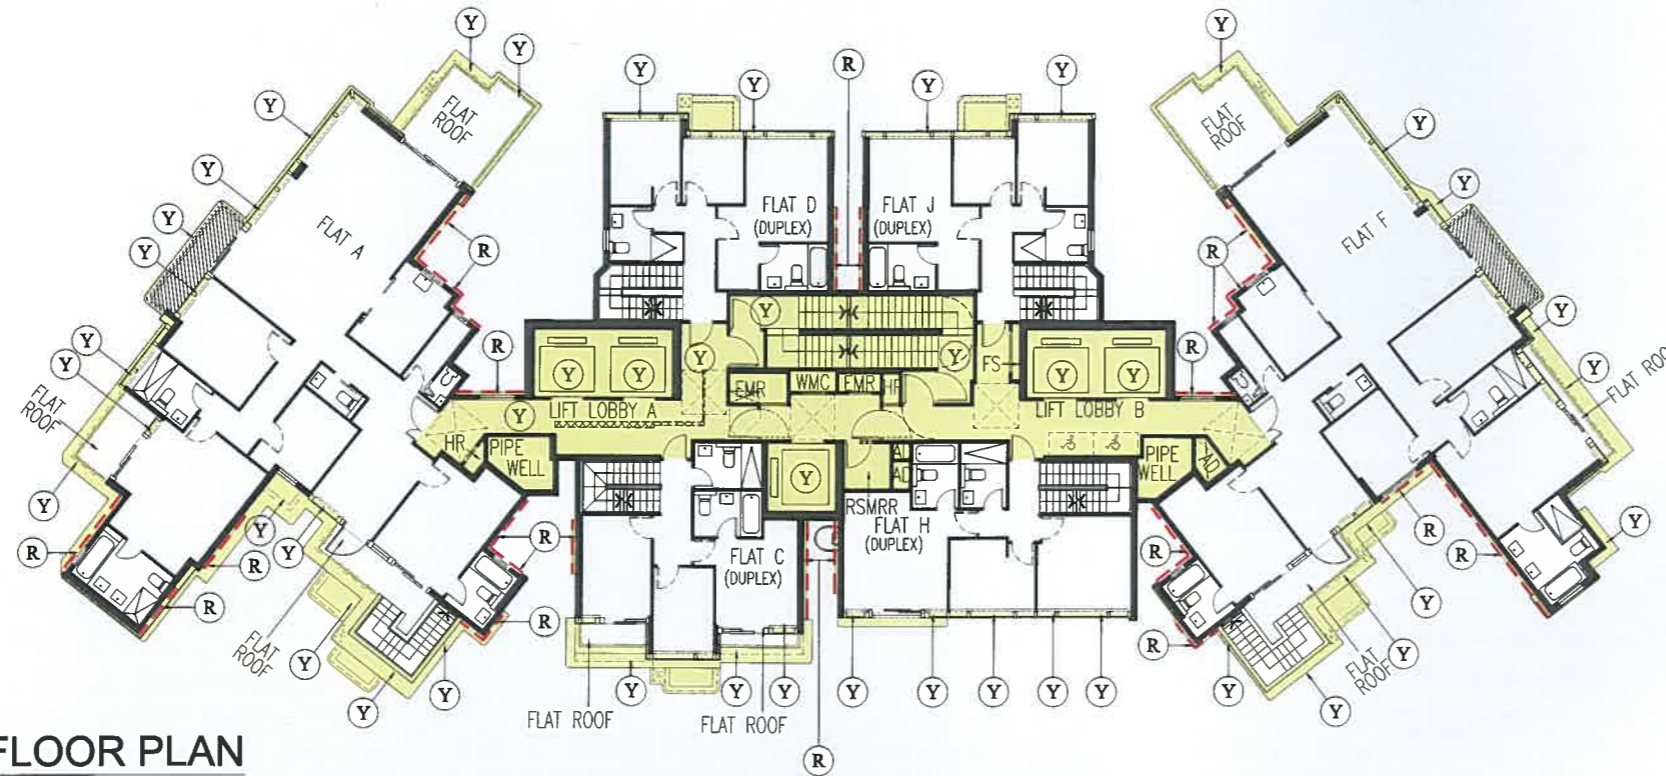 Y
Y
Y
Y
Y
Y
R
Y
Y
Y
Y
FLAT
ROOF
FLAT
ROOF
Y
Y
Y
Y
FLAT A
FLAT D
(DUPLEX)
FLAT J
(DUPLEX)
FLAT F
R
R
Y
Y
Y
Y
R
Y
Y
Y
Y
FS
Y
Y
R
Y
Y
FLAT
ROOF
EMR
WMC
EMR
HR
FLAT ROOF
Y
LIFT LOBBY A
LIFT LOBBY B
HR
PIPE
WELL
Y
AD
AD
PIPE
WELL
AD
Y
Y
RSMRR
R
R
R
Y
Y
R
FLAT C
(DUPLEX)
FLAT H
(DUPLEX)
R
R
Y
R
R
Y
R
R
FLAT
ROOF
Y
Y
Y
Y
Y
Y
Y
Y
Y
Y
Y
Y
Y
FLAT
ROOF
Y
Y
Y
FLAT ROOF
FLAT ROOF
R
FLOOR PLAN